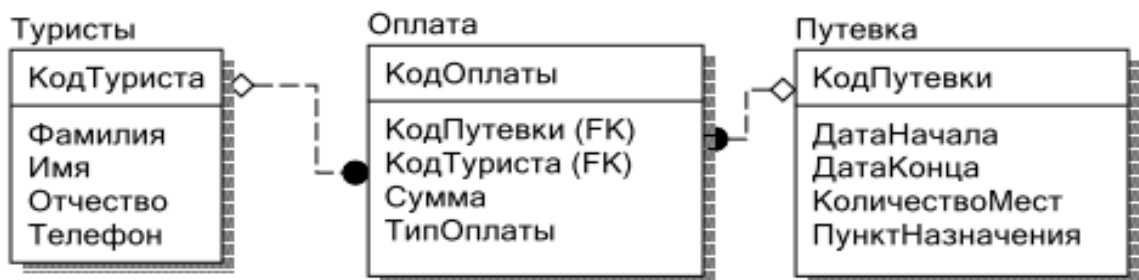 Туристы
КодТуриста
Фамилия
Имя
Отчество
Телефон
Оплата
КодОплаты
КодПутевки (FK)
КодТуриста (FK)
Сумма
ТипОплаты
Путевка
КодПутевки
ДатаНачала
ДатаКонца
КоличествоМест
ПунктНазначения